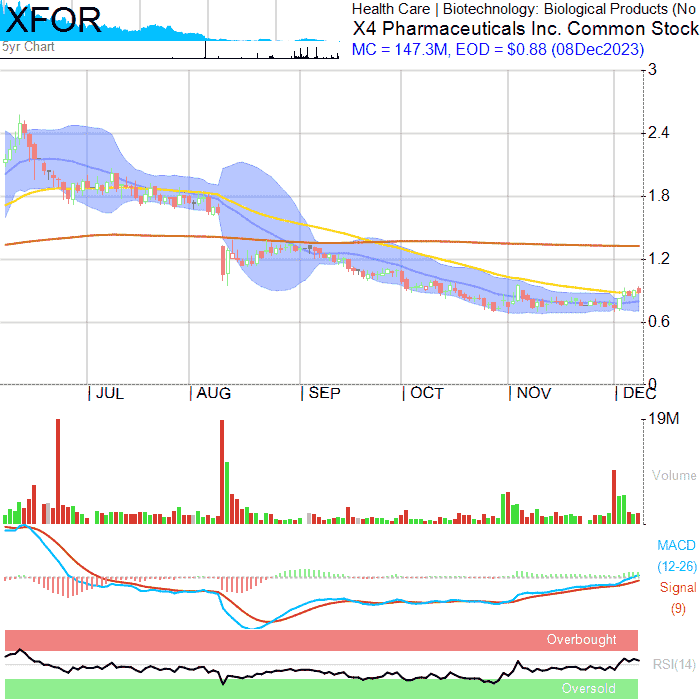 XFOR
5yr Chart
Health Care | Biotechnology: Biological Products (No
X4 Pharmaceuticals Inc. Common Stock
MC = 147.3M, EOD = $0.88 (08Dec2023)
3
2.4
1.8
1.2
0.6
0
JUL
AUG
SEP
OCT
NOV
DEC
19M
Volume
MACD
(12-26)
Signal
(9)
Overbought
RSI(14)
Oversold